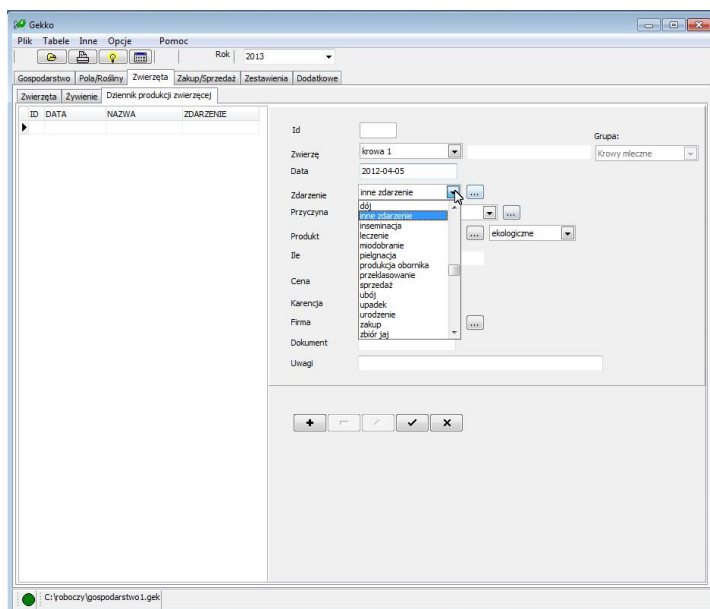 Gekko
Plik Tabele Inne Opcje Pomoc
Rok 2013
Gospodarstwo Pola/Rośliny Zwierzęta Zakup/Sprzedaż Zestawienia Dodatkowe
Zwierzęta Żywienie Dziennik produkcji zwierzęcej
ID DATA NAZWA ZDARZENIE
Id
Grupa:
Zwierzę krowa 1 Krowy mleczne
Data 2012-04-05
Zdarzenie inne zdarzenie ...
dój
Przyczyna inne zdarzenie ...
inseminacja
Produkt leczenie ... ekologiczne
miodobranie
Ile pielgnacja
produkcja obornika
Cena przeklasowanie
sprzedaż
ubój
Karencja upadek
urodzenie
Firma zakup ...
zbiór jaj
Dokument
Uwagi
C:\roboczy\gospodarstwo1.gek